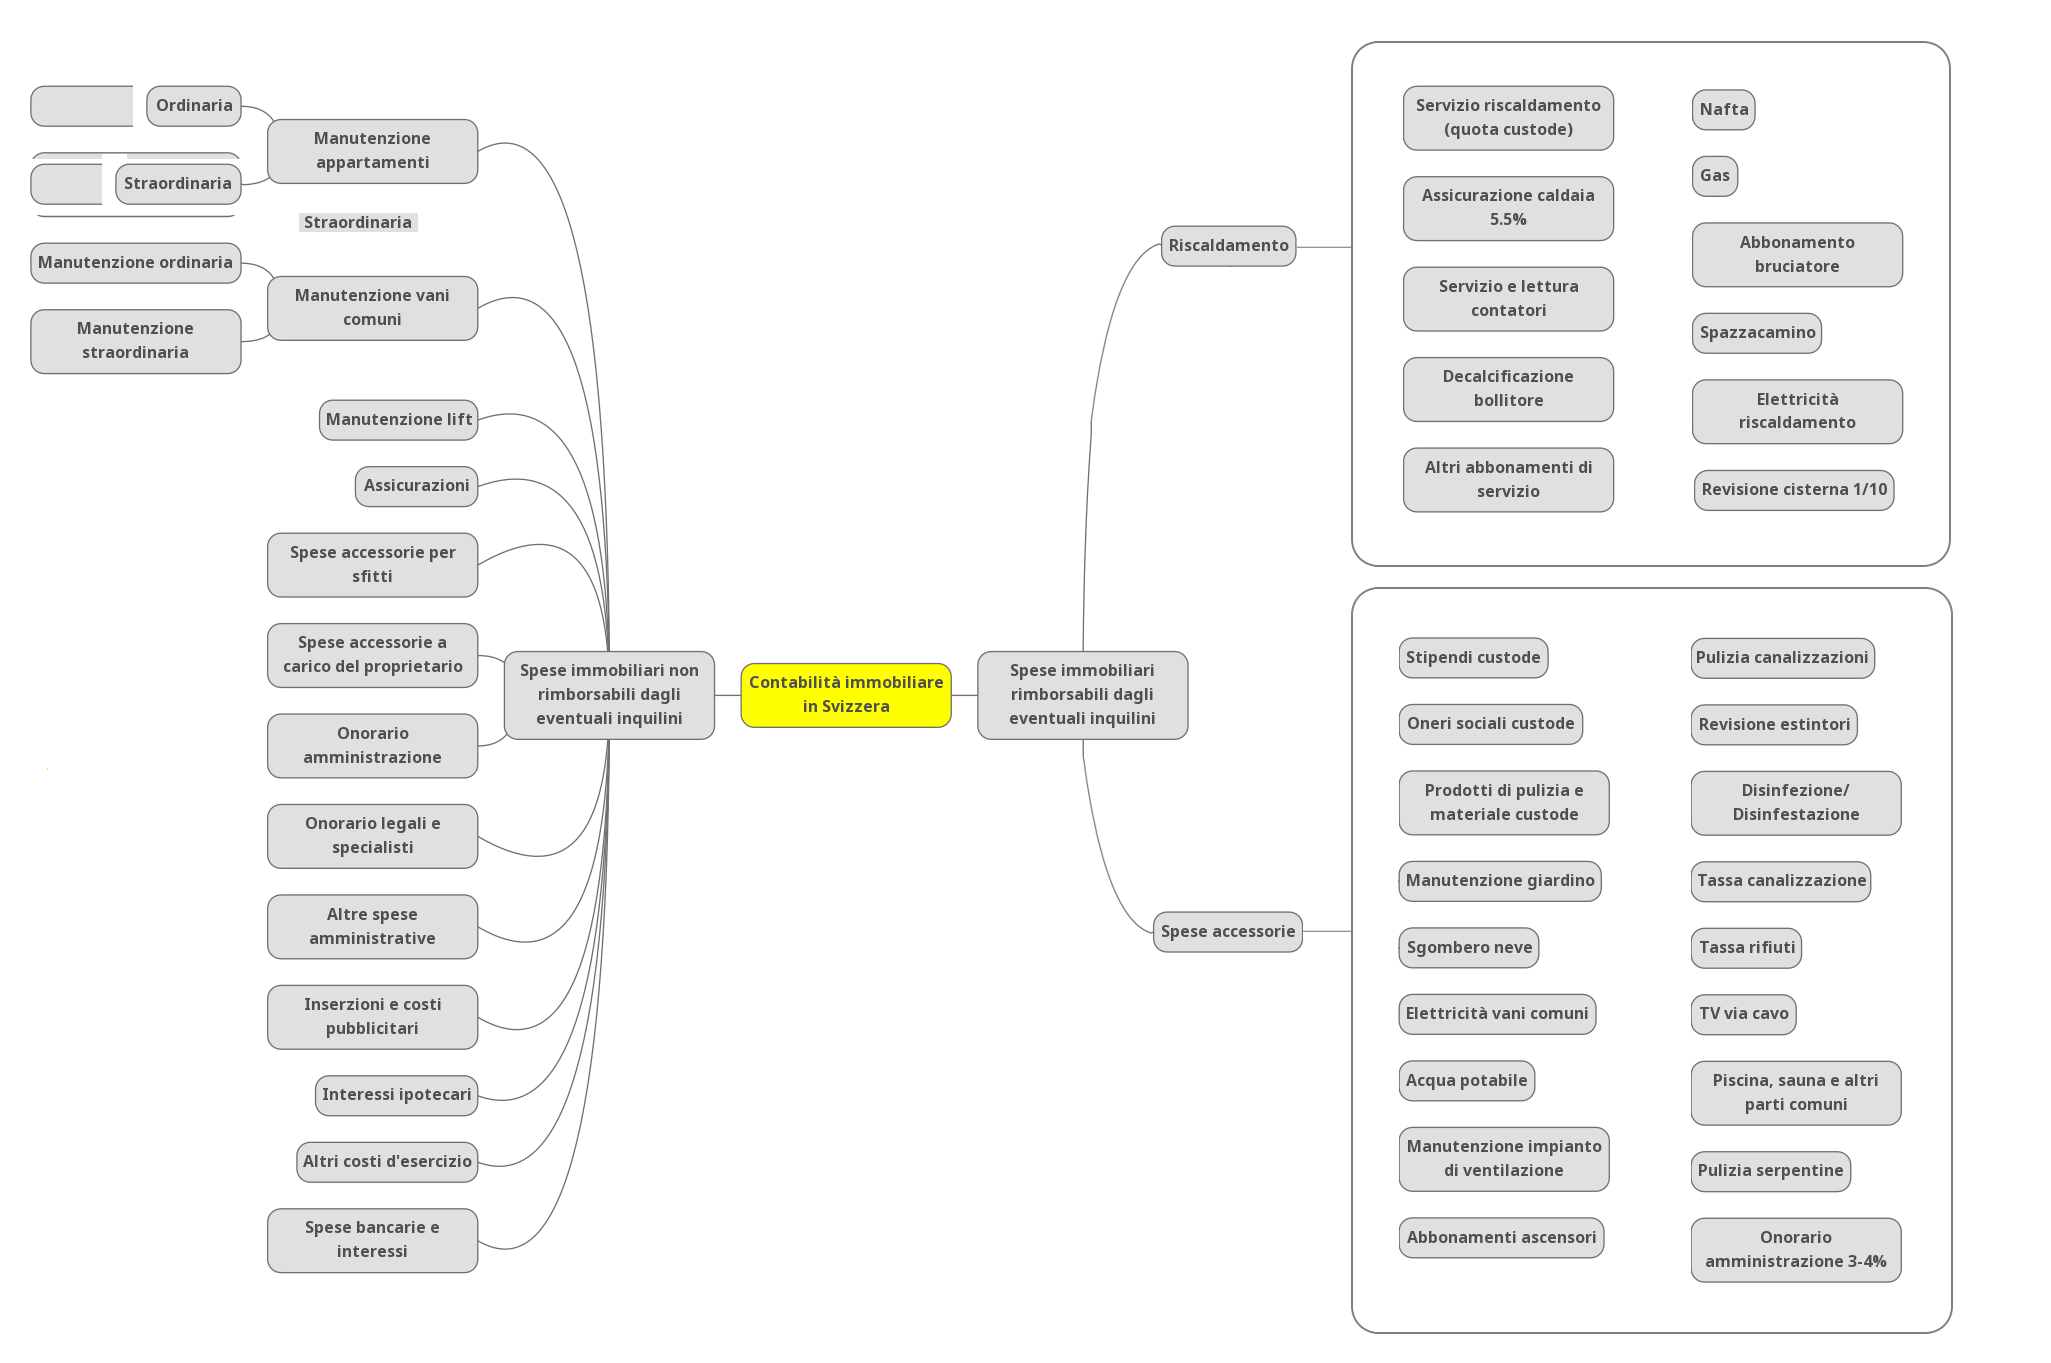 Ordinaria
Manutenzione
appartamenti
Straordinaria
Straordinaria
Manutenzione ordinaria
Manutenzione vani
comuni
Manutenzione
straordinaria
Manutenzione lift
Assicurazioni
Spese accessorie per
sfitti
Spese accessorie a
carico del proprietario
Onorario
amministrazione
Onorario legali e
specialisti
Altre spese
amministrative
Inserzioni e costi
pubblicitari
Interessi ipotecari
Altri costi d'esercizio
Spese bancarie e
interessi
Spese immobiliari non
rimborsabili dagli
eventuali inquilini
Contabilità immobiliare
in Svizzera
Spese immobiliari
rimborsabili dagli
eventuali inquilini
Riscaldamento
Servizio riscaldamento
(quota custode)
Assicurazione caldaia
5.5%
Servizio e lettura
contatori
Decalcificazione
bollitore
Altri abbonamenti di
servizio
Nafta
Gas
Abbonamento
bruciatore
Spazzacamino
Elettricità
riscaldamento
Revisione cisterna 1/10
Spese accessorie
Stipendi custode
Oneri sociali custode
Prodotti di pulizia e
materiale custode
Manutenzione giardino
Sgombero neve
Elettricità vani comuni
Acqua potabile
Manutenzione impianto
di ventilazione
Abbonamenti ascensori
Pulizia canalizzazioni
Revisione estintori
Disinfezione/
Disinfestazione
Tassa canalizzazione
Tassa rifiuti
TV via cavo
Piscina, sauna e altri
parti comuni
Pulizia serpentine
Onorario
amministrazione 3-4%